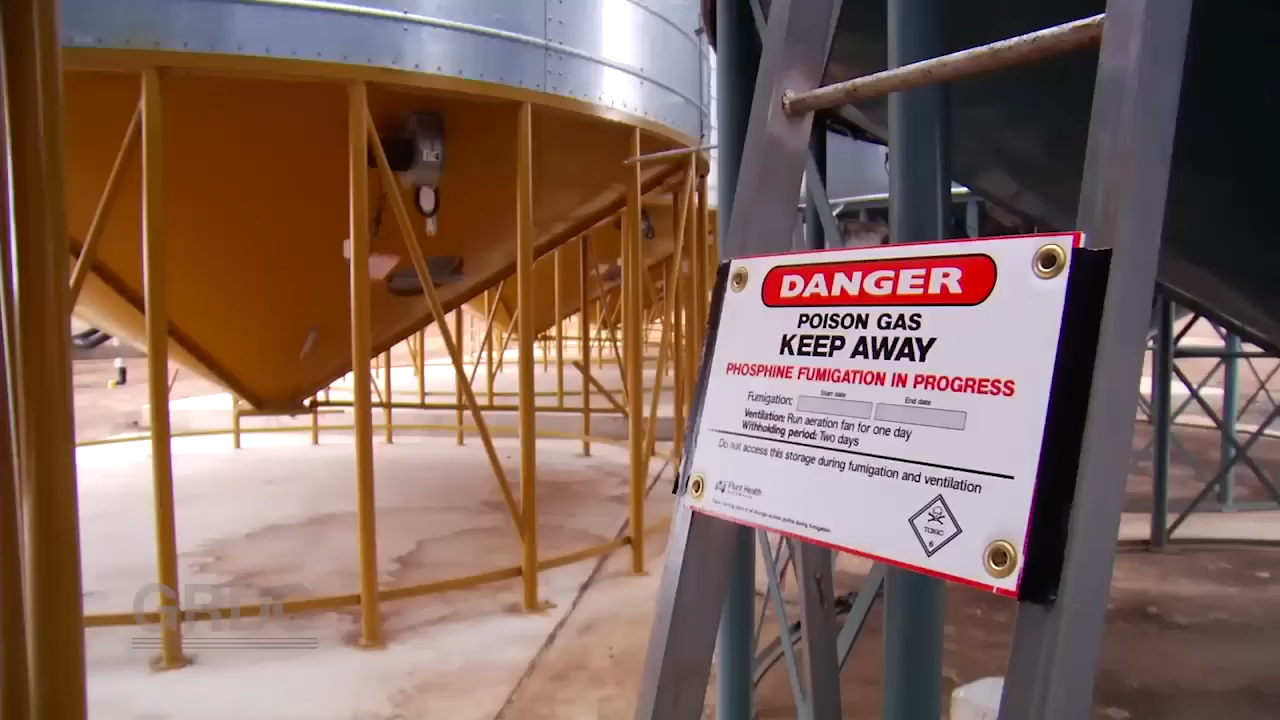 DANGER
POISON GAS
KEEP AWAY
PHOSPHINE FUMIGATION IN PROGRESS
Start date End date
Fumigation:
Ventilation: Run aeration fan for one day
Withholding period: Two days
Do not access this storage during fumigation and ventilation
Plant Health
TOXIC
6
GRDC